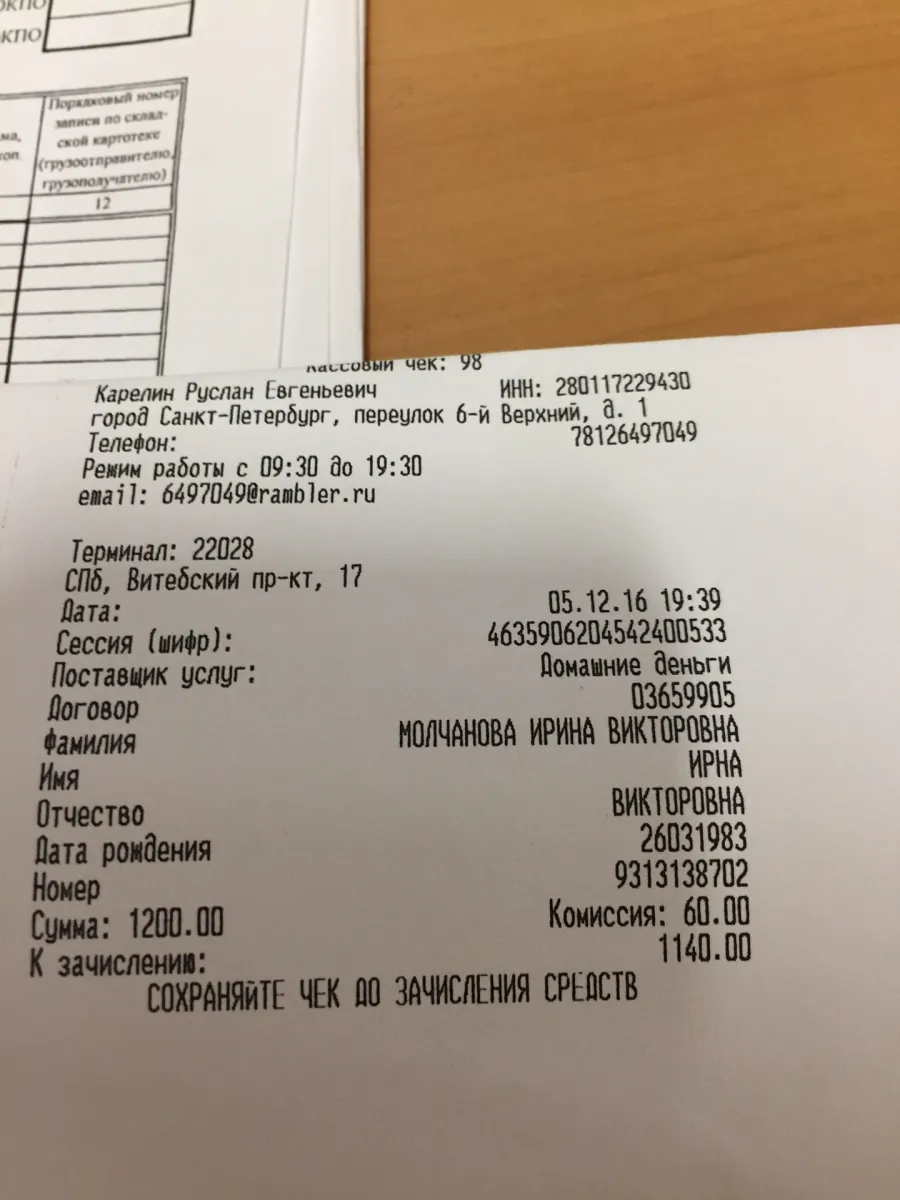 ОКПО
ОКПО
Порядковый номер
записи по склад-
ской картотеке
(грузоотправителю,
грузополучателю)
12
Кассовый чек: 98
Карелин Руслан Евгеньевич ИНН: 280117229430
город Санкт-Петербург, переулок 6-й Верхний, д. 1
Телефон: 78126497049
Режим работы с 09:30 до 19:30
email: 6497049@rambler.ru
Терминал: 22028
СПб, Витебский пр-кт, 17
Дата: 05.12.16 19:39
Сессия (шифр): 4635906204542400533
Поставщик услуг: Домашние деньги
Договор 03659905
Фамилия МОЛЧАНОВА ИРИНА ВИКТОРОВНА
Имя ИРНА
Отчество ВИКТОРОВНА
Дата рождения 26031983
Номер 9313138702
Сумма: 1200.00 Комиссия: 60.00
К зачислению: 1140.00
СОХРАНЯЙТЕ ЧЕК ДО ЗАЧИСЛЕНИЯ СРЕДСТВ